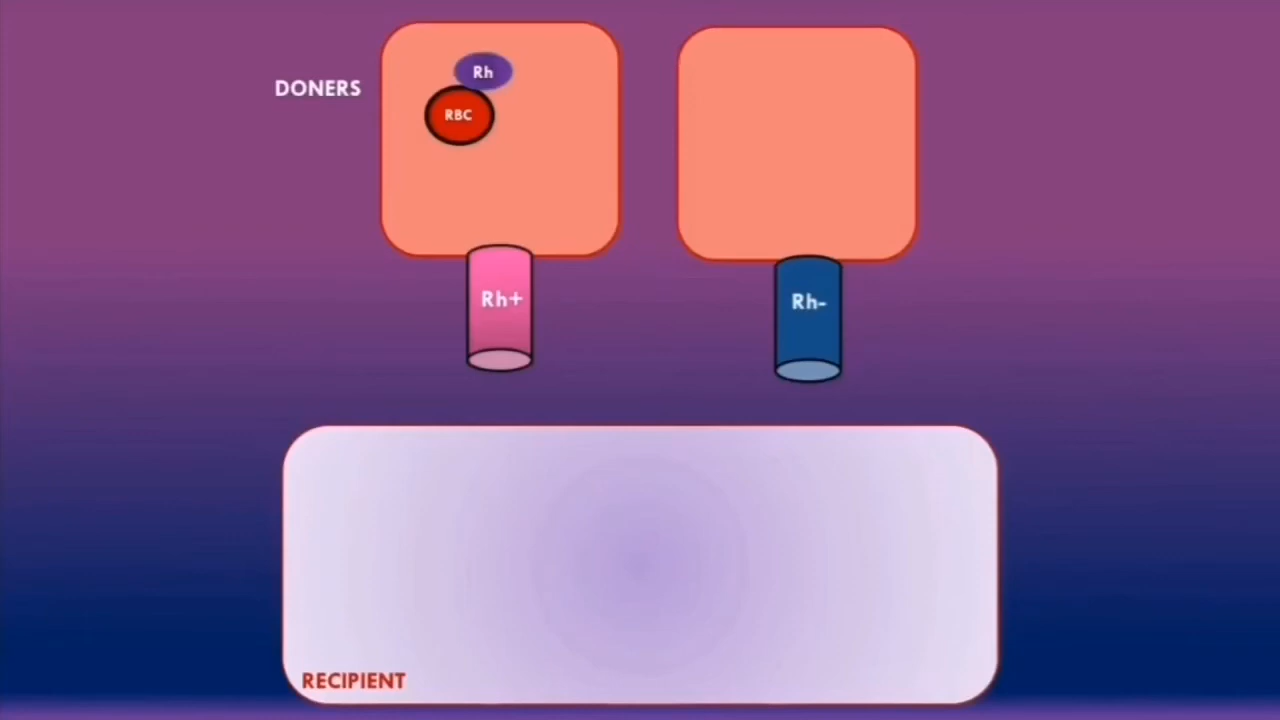 Rh
DONERS
RBC
Rh+
Rh-
RECIPIENT